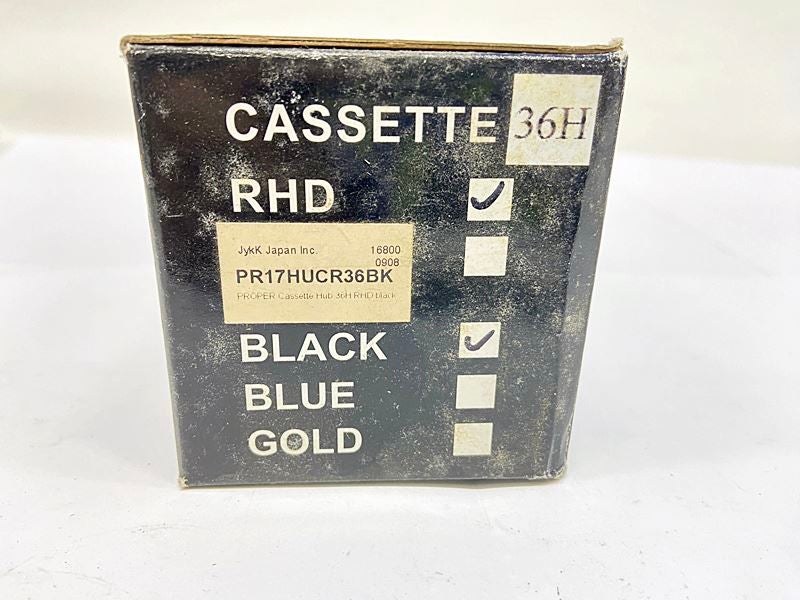 CASSETTE 36H
RHD
JykK Japan Inc. 16800
0908
PR17HUCR36BK
PROPER Cassette Hub 36H RHD black
BLACK
BLUE
GOLD